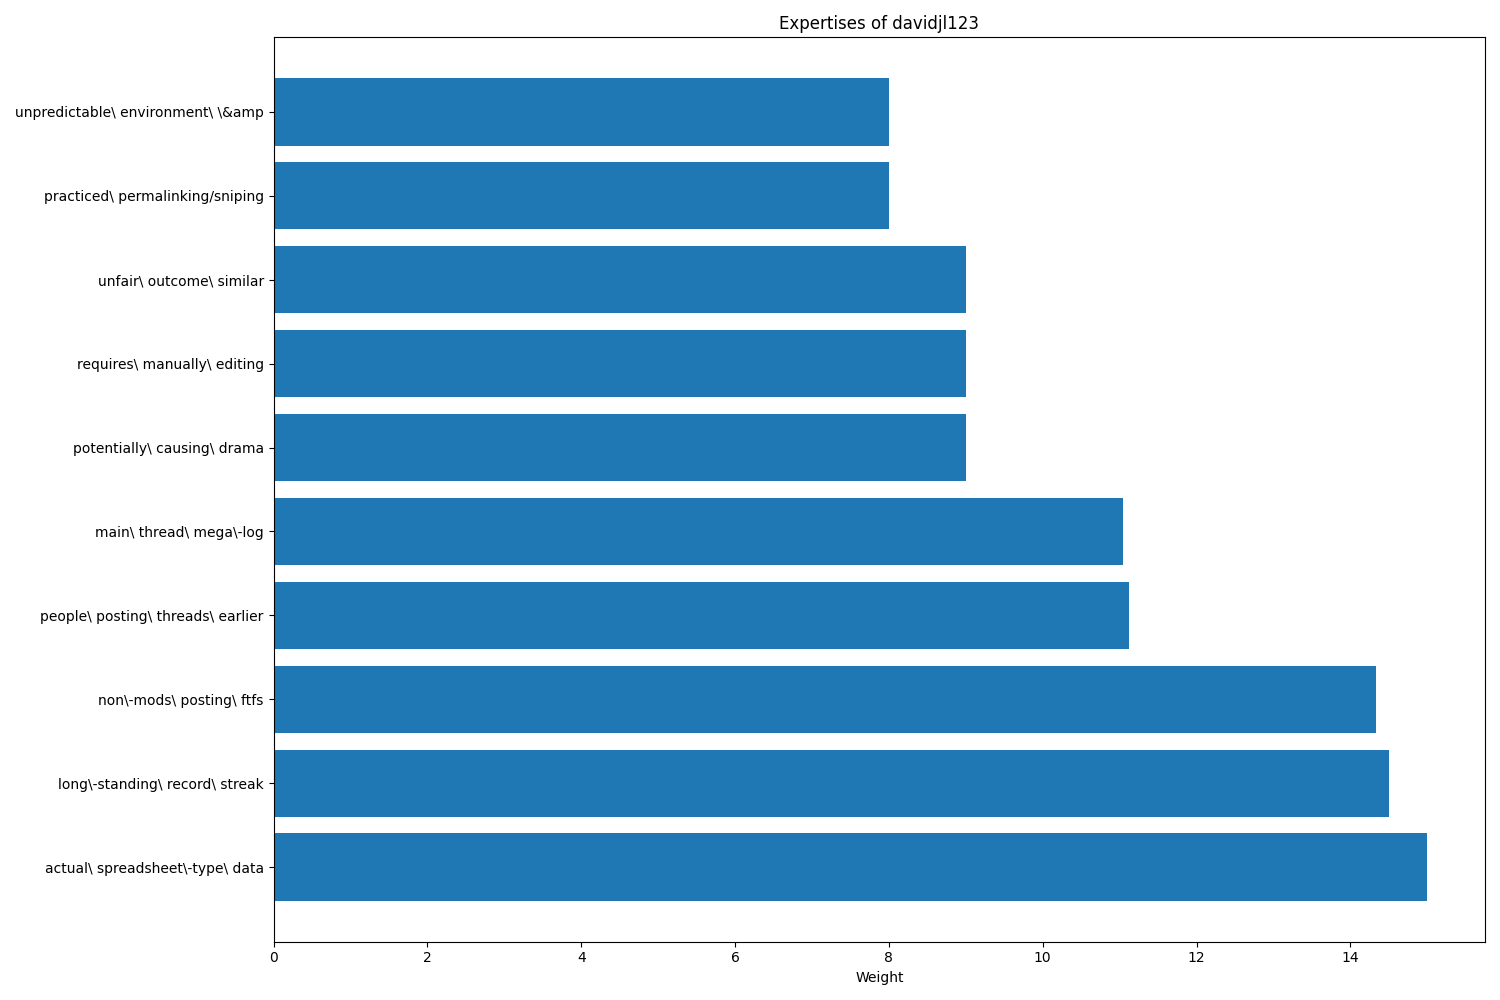 Expertises of davidjl123
unpredictable\ environment\ \&amp
practiced\ permalinking/sniping
unfair\ outcome\ similar
requires\ manually\ editing
potentially\ causing\ drama
main\ thread\ mega\-log
people\ posting\ threads\ earlier
non\-mods\ posting\ ftfs
long\-standing\ record\ streak
actual\ spreadsheet\-type\ data
0 2 4 6 8 10 12 14
Weight